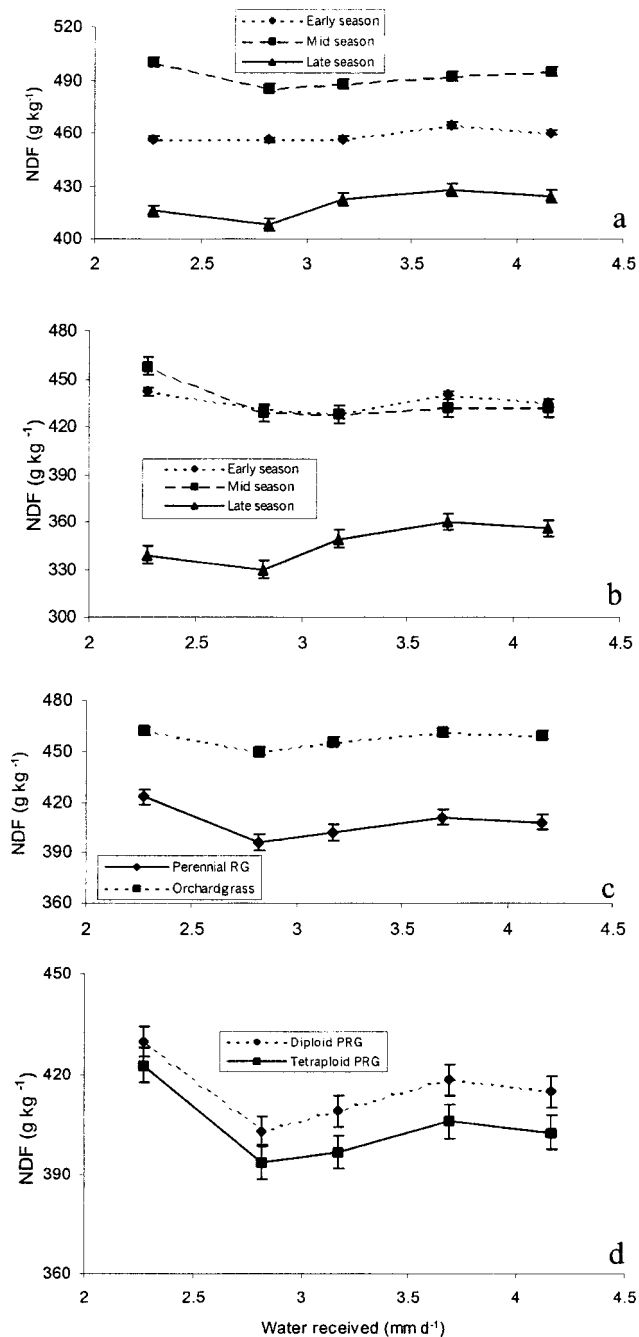 520
490
460
430
400
NDF (g kg⁻¹)
Early season
Mid season
Late season
2 2.5 3 3.5 4 4.5
a
480
450
420
390
360
330
300
NDF (g kg⁻¹)
Early season
Mid season
Late season
2 2.5 3 3.5 4 4.5
b
480
450
420
390
360
NDF (g kg⁻¹)
Perennial RG
Orchardgrass
2 2.5 3 3.5 4 4.5
c
450
420
390
360
NDF (g kg⁻¹)
Diploid PRG
Tetraploid PRG
2 2.5 3 3.5 4 4.5
d
Water received (mm d⁻¹)